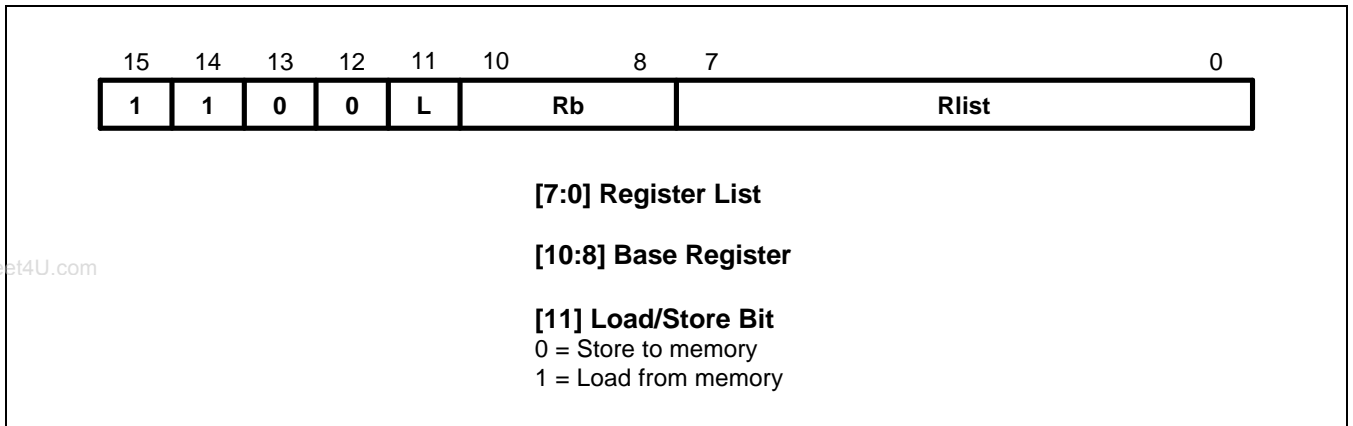 15 14 13 12 11 10 8 7 0
1 1 0 0 L Rb Rlist
[7:0] Register List
[10:8] Base Register
et4U.com
[11] Load/Store Bit
0 = Store to memory
1 = Load from memory